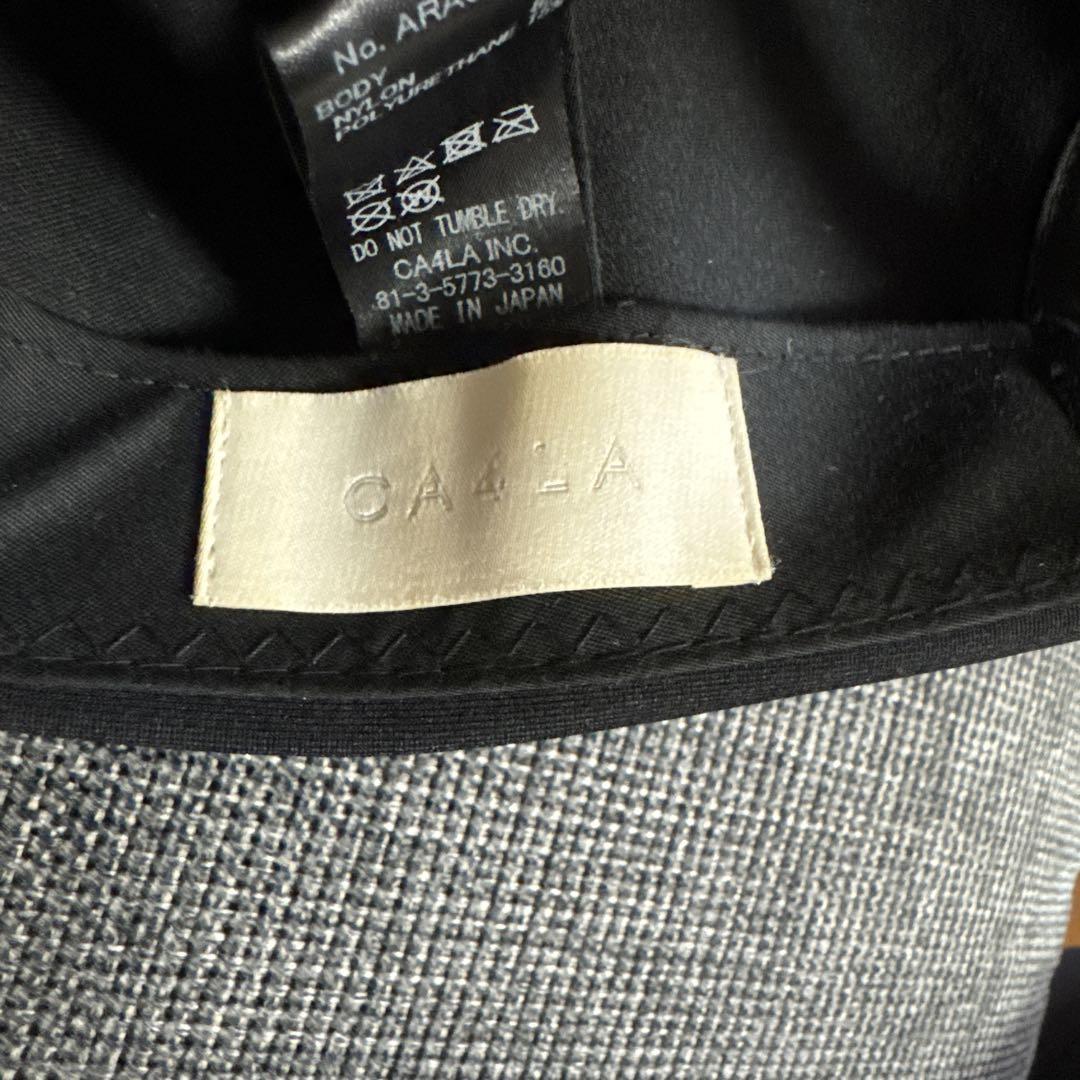 No. ARA
BODY
NYLON
POLYURETHANE
DO NOT TUMBLE DRY.
CA4LA INC.
81-3-5773-3160
MADE IN JAPAN
CA4LA